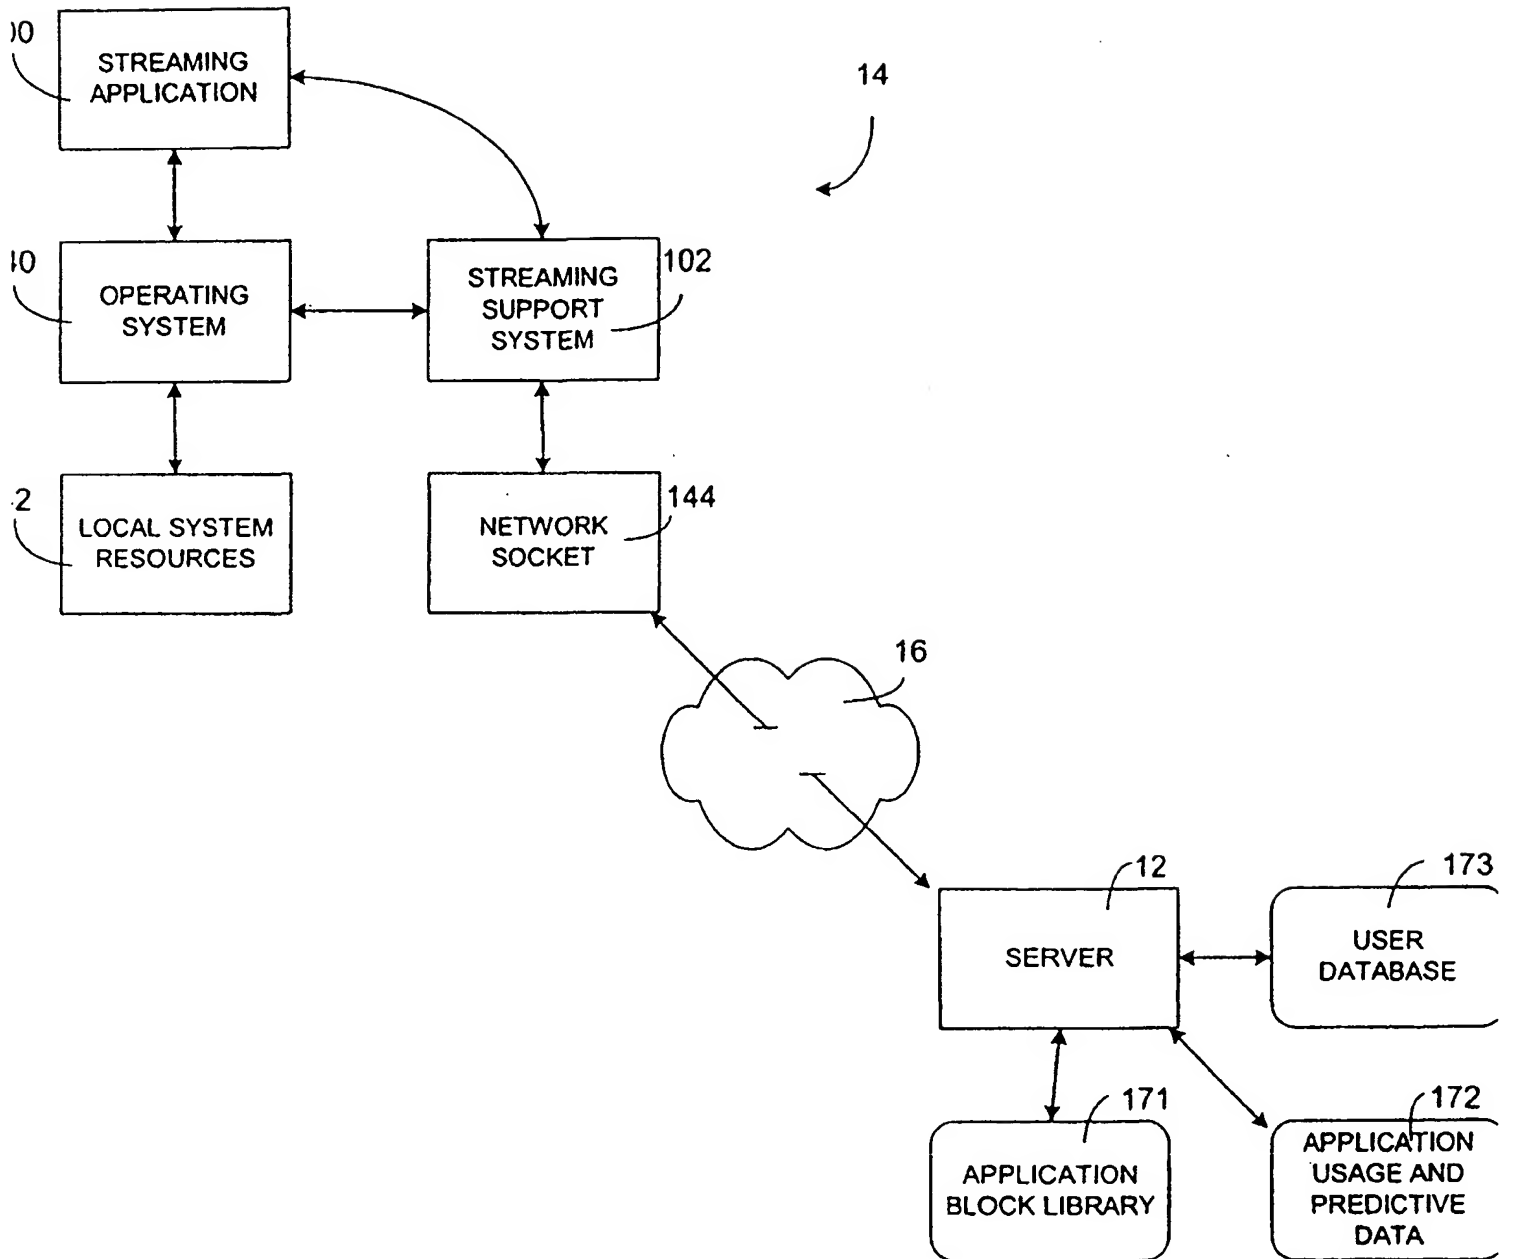 STREAMING
APPLICATION
14
OPERATING
SYSTEM
STREAMING
SUPPORT
SYSTEM
102
LOCAL SYSTEM
RESOURCES
NETWORK
SOCKET
144
16
12
SERVER
173
USER
DATABASE
171
APPLICATION
BLOCK LIBRARY
172
APPLICATION
USAGE AND
PREDICTIVE
DATA